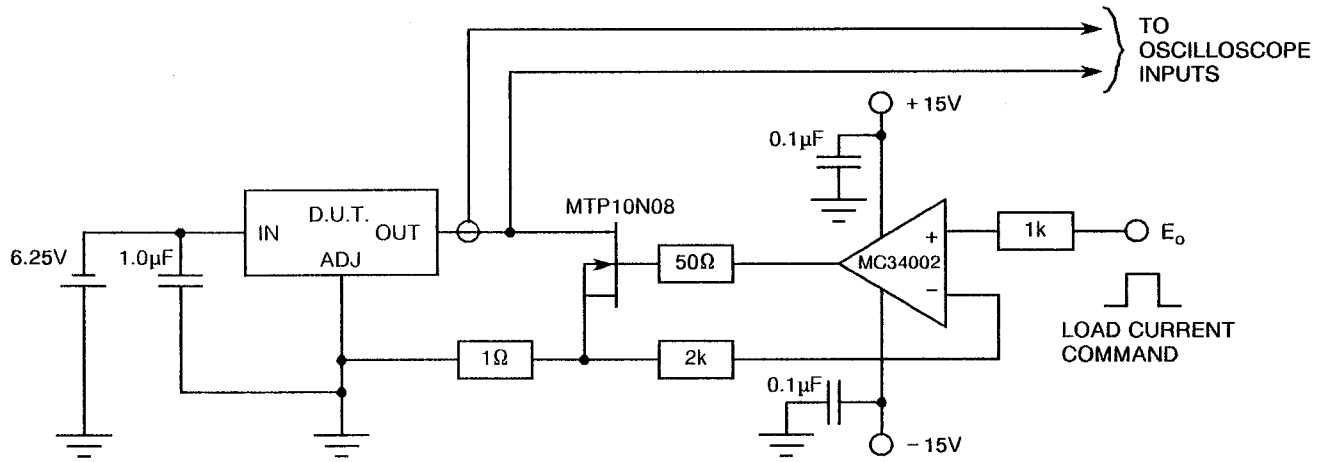 TO
OSCILLOSCOPE
INPUTS
+15V
0.1µF
MTP10N08
D.U.T.
IN
OUT
ADJ
6.25V
1.0µF
50Ω
MC34002
+
−
1k
Eo
LOAD CURRENT
COMMAND
1Ω
2k
0.1µF
−15V